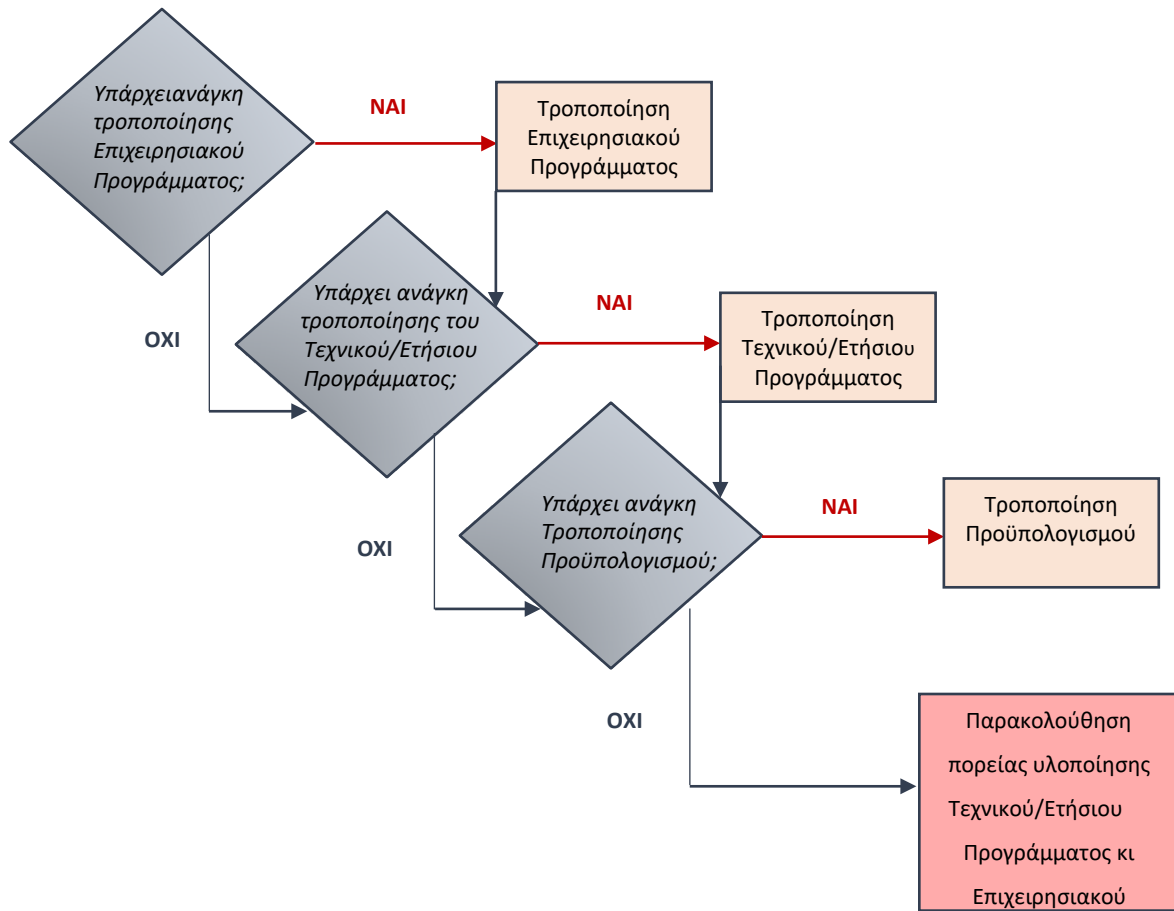 Υπάρχειανάγκη
τροποποίησης
Επιχειρησιακού
Προγράμματος;
ΝΑΙ
Τροποποίηση
Επιχειρησιακού
Προγράμματος
ΟΧΙ
Υπάρχει ανάγκη
τροποποίησης του
Τεχνικού/Ετήσιου
Προγράμματος;
ΝΑΙ
Τροποποίηση
Τεχνικού/Ετήσιου
Προγράμματος
ΟΧΙ
Υπάρχει ανάγκη
Τροποποίησης
Προϋπολογισμού;
ΝΑΙ
Τροποποίηση
Προϋπολογισμού
ΟΧΙ
Παρακολούθηση
πορείας υλοποίησης
Τεχνικού/Ετήσιου
Προγράμματος κι
Επιχειρησιακού